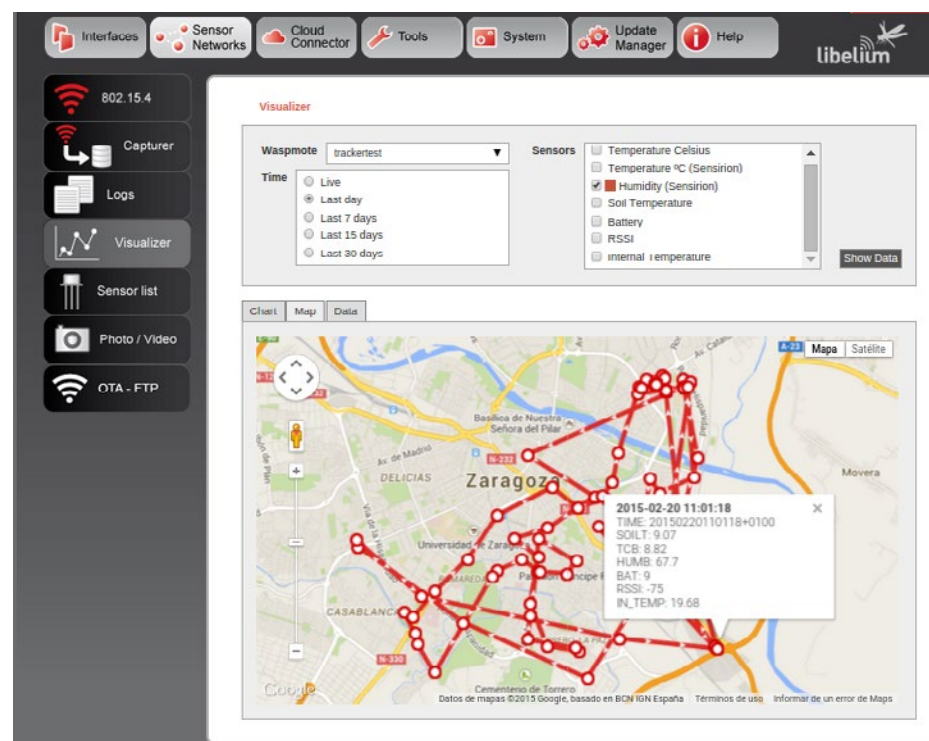 Interfaces
Sensor
Networks
Cloud
Connector
Tools
System
Update
Manager
Help
libelium
802.15.4
Capturer
Logs
Visualizer
Sensor list
Photo / Video
OTA - FTP
Visualizer
Waspmote
trackertest
Time
Live
Last day
Last 7 days
Last 15 days
Last 30 days
Sensors
Temperature Celsius
Temperature ºC (Sensirion)
Humidity (Sensirion)
Soil Temperature
Battery
RSSI
Internal Temperature
Show Data
Chart
Map
Data
A-23
Mapa
Satélite
Basílica de Nuestra
Señora del Pilar
Av. de Madrid
N-232
DELICIAS
Zaragoza
Movera
CASABLANCA
N-330
2015-02-20 11:01:18
TIME: 20150220110118+0100
SOILT: 9.07
TCB: 8.82
HUMB: 67.7
BAT: 9
RSSI: -75
IN_TEMP: 19.68
Google
Cementerio de Torrero
Datos de mapas ©2015 Google, basado en BCN IGN España
Términos de uso
Informar de un error de Maps